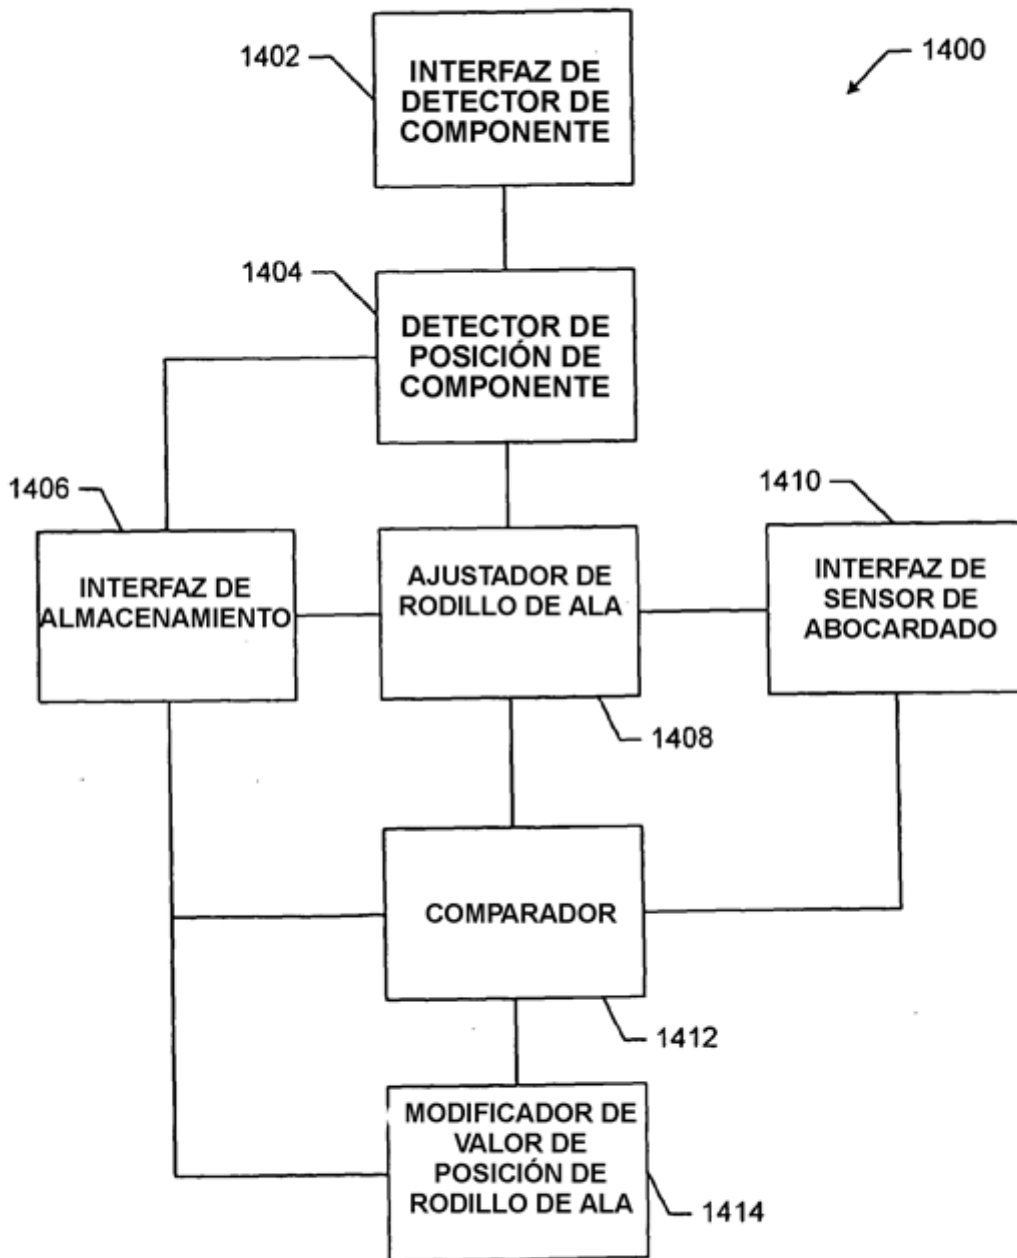 1402
INTERFAZ DE
DETECTOR DE
COMPONENTE
1400
1404
DETECTOR DE
POSICIÓN DE
COMPONENTE
1406
INTERFAZ DE
ALMACENAMIENTO
AJUSTADOR DE
RODILLO DE ALA
1408
1410
INTERFAZ DE
SENSOR DE
ABOCARDADO
COMPARADOR
1412
MODIFICADOR DE
VALOR DE
POSICIÓN DE
RODILLO DE ALA
1414